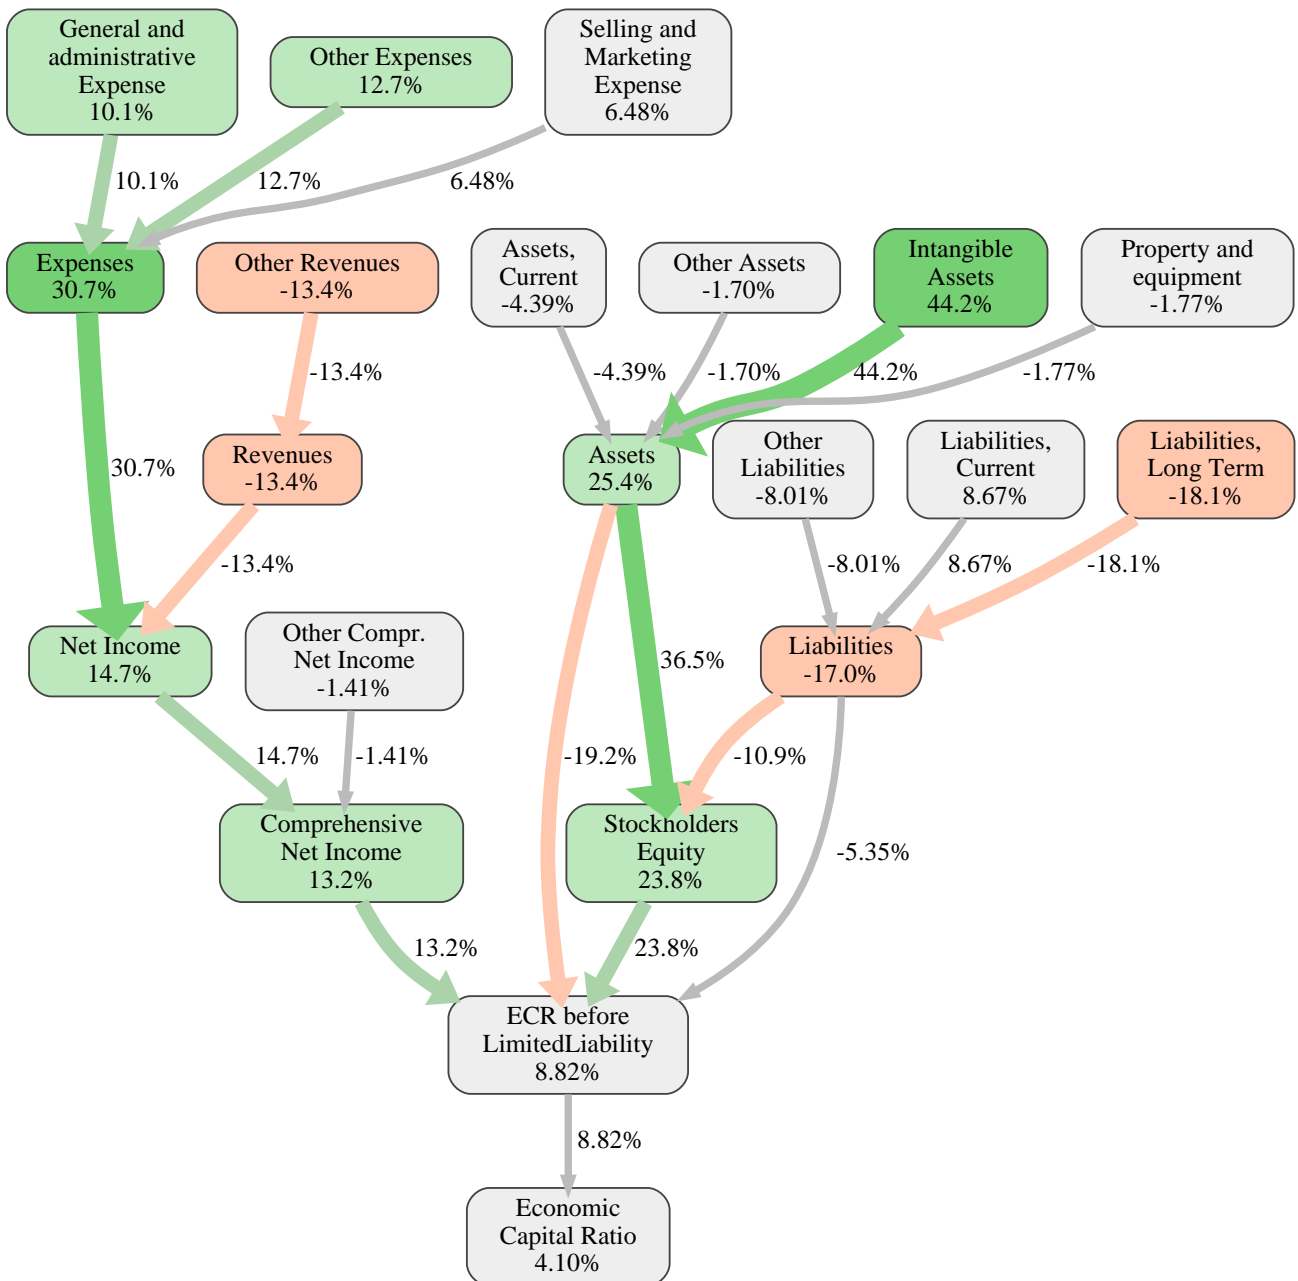 General and
administrative
Expense
10.1%
Other Expenses
12.7%
Selling and
Marketing
Expense
6.48%
10.1%
12.7%
6.48%
Expenses
30.7%
Other Revenues
-13.4%
Assets,
Current
-4.39%
Other Assets
-1.70%
Intangible
Assets
44.2%
Property and
equipment
-1.77%
-13.4%
-4.39%
-1.70%
44.2%
-1.77%
30.7%
Revenues
-13.4%
Assets
25.4%
Other
Liabilities
-8.01%
Liabilities,
Current
8.67%
Liabilities,
Long Term
-18.1%
-13.4%
-8.01%
8.67%
-18.1%
Net Income
14.7%
Other Compr.
Net Income
-1.41%
36.5%
Liabilities
-17.0%
14.7%
-1.41%
-19.2%
-10.9%
-5.35%
Comprehensive
Net Income
13.2%
Stockholders
Equity
23.8%
13.2%
23.8%
ECR before
LimitedLiability
8.82%
8.82%
Economic
Capital Ratio
4.10%